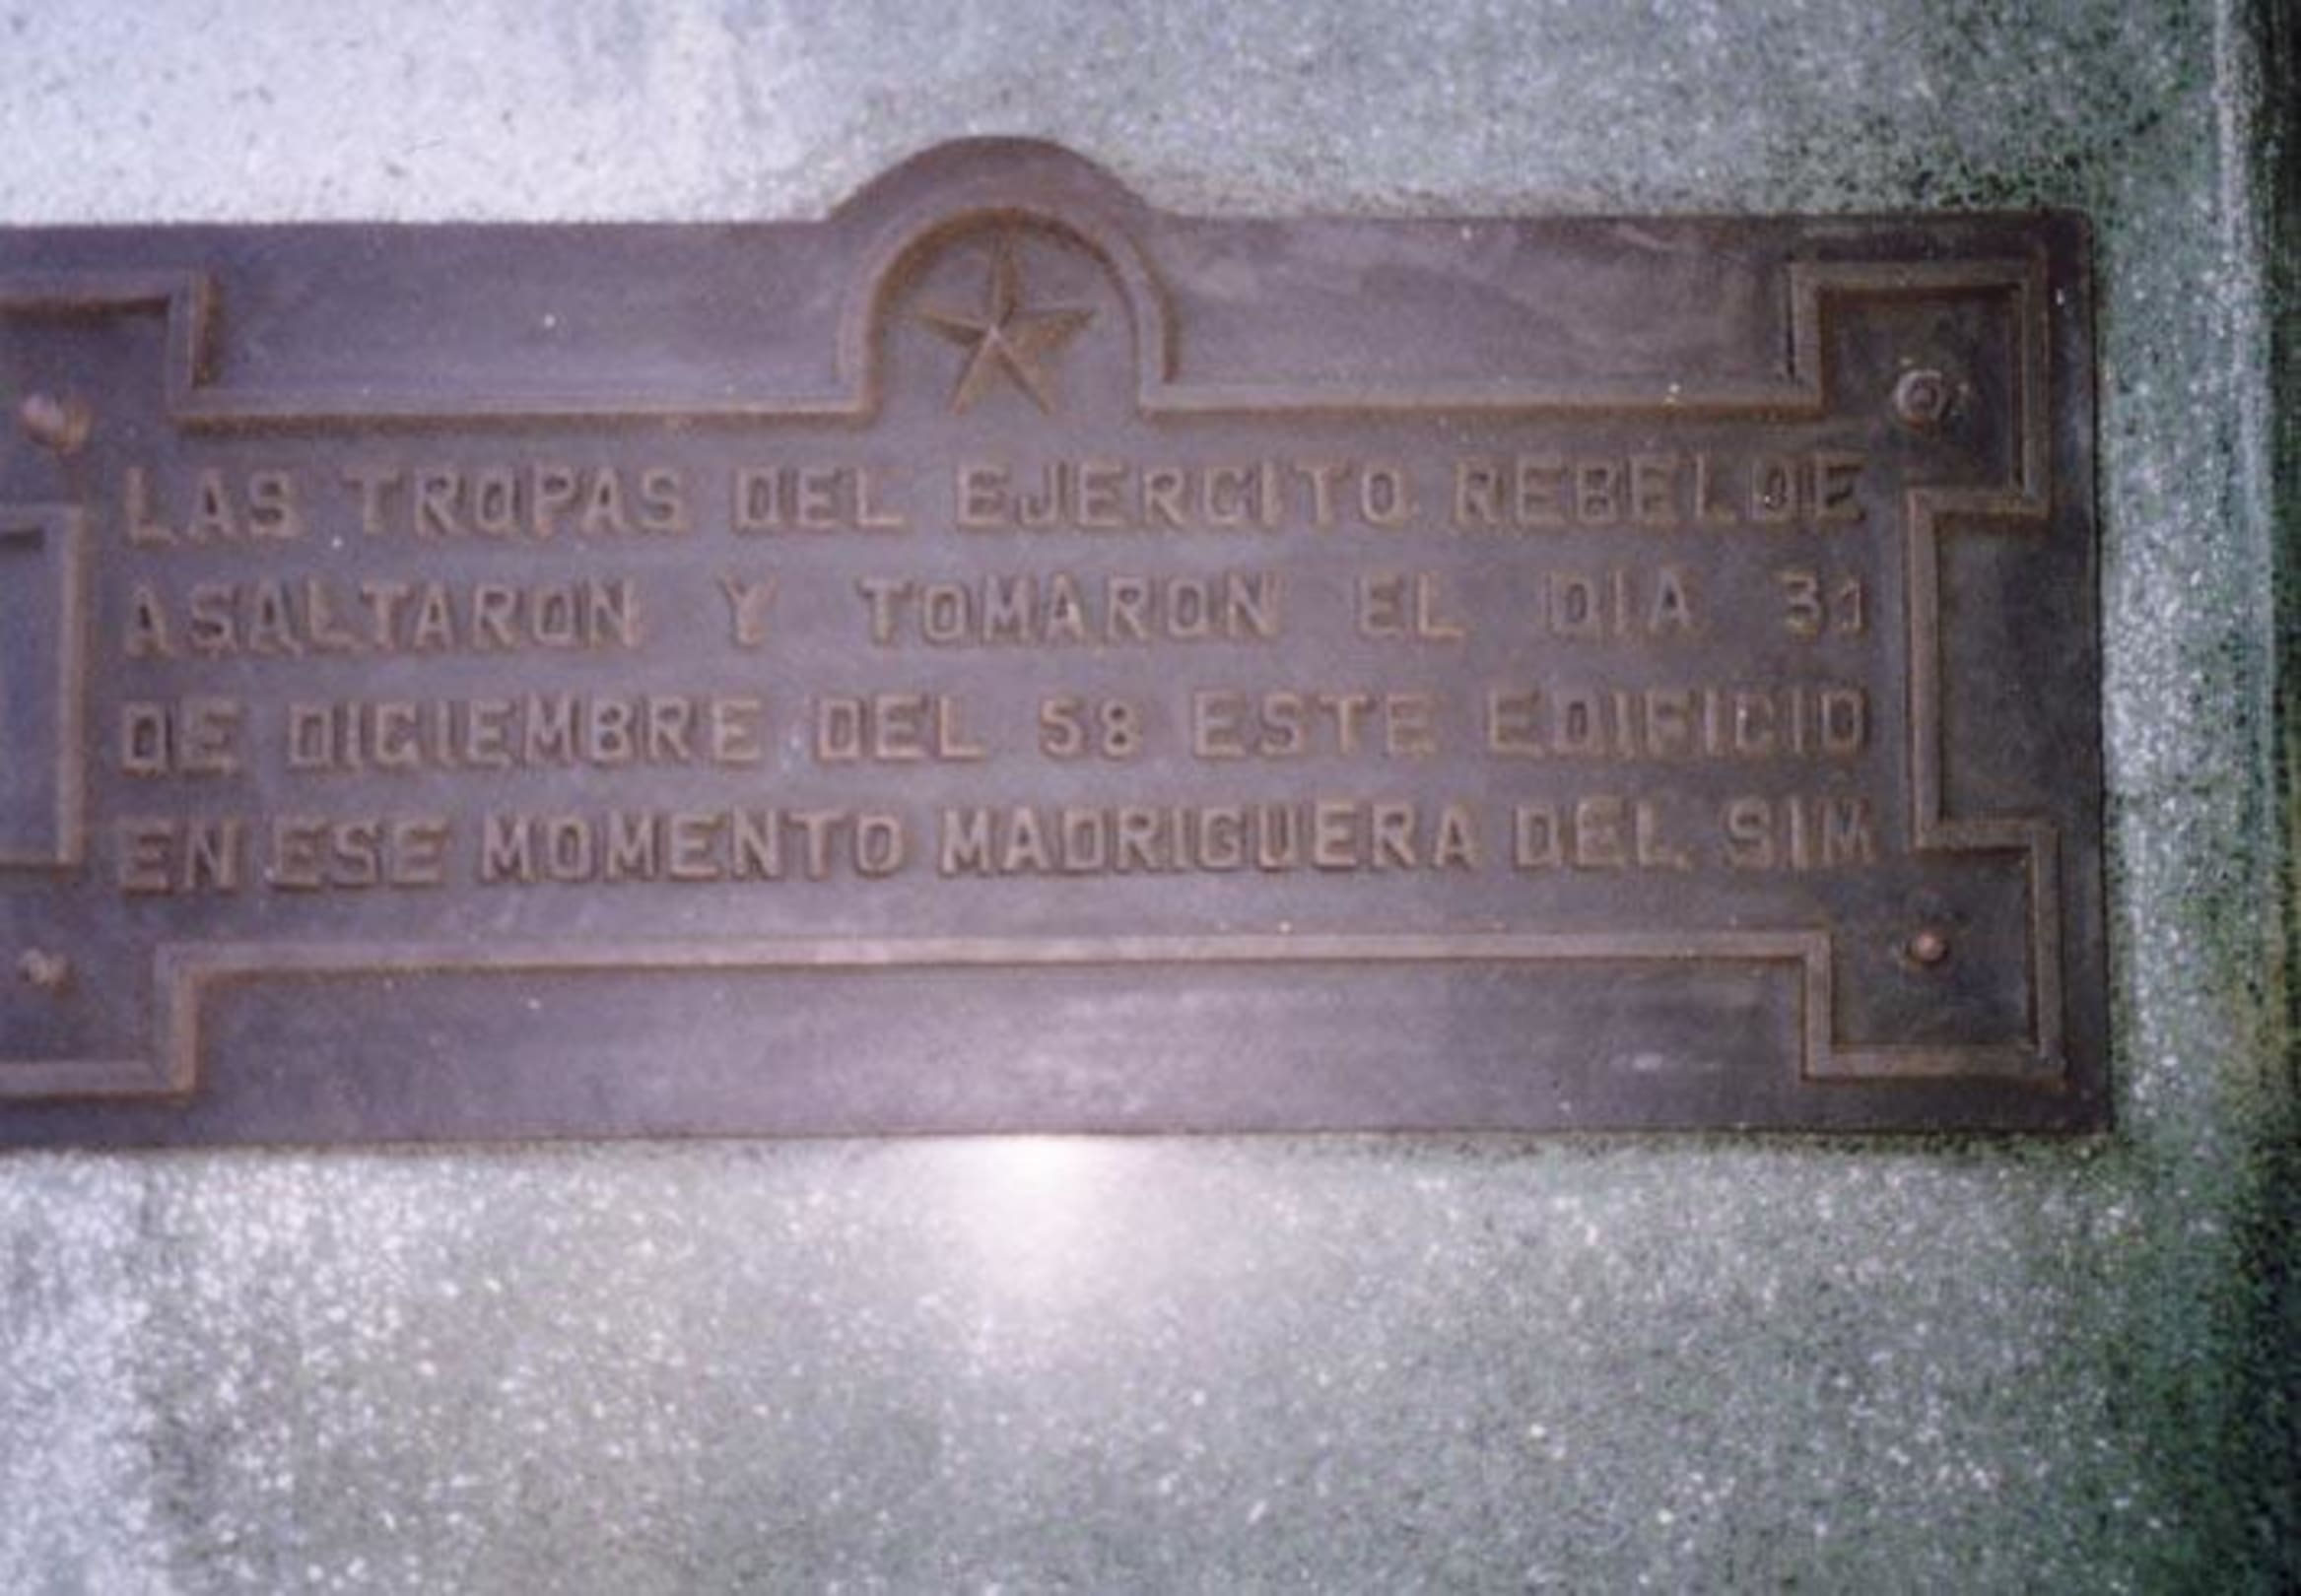 LAS TROPAS DEL EJERCITO REBELDE
ASALTARON Y TOMARON EL DIA 31
DE DICIEMBRE DEL 58 ESTE EDIFICIO
EN ESE MOMENTO MADRIGUERA DEL SIM